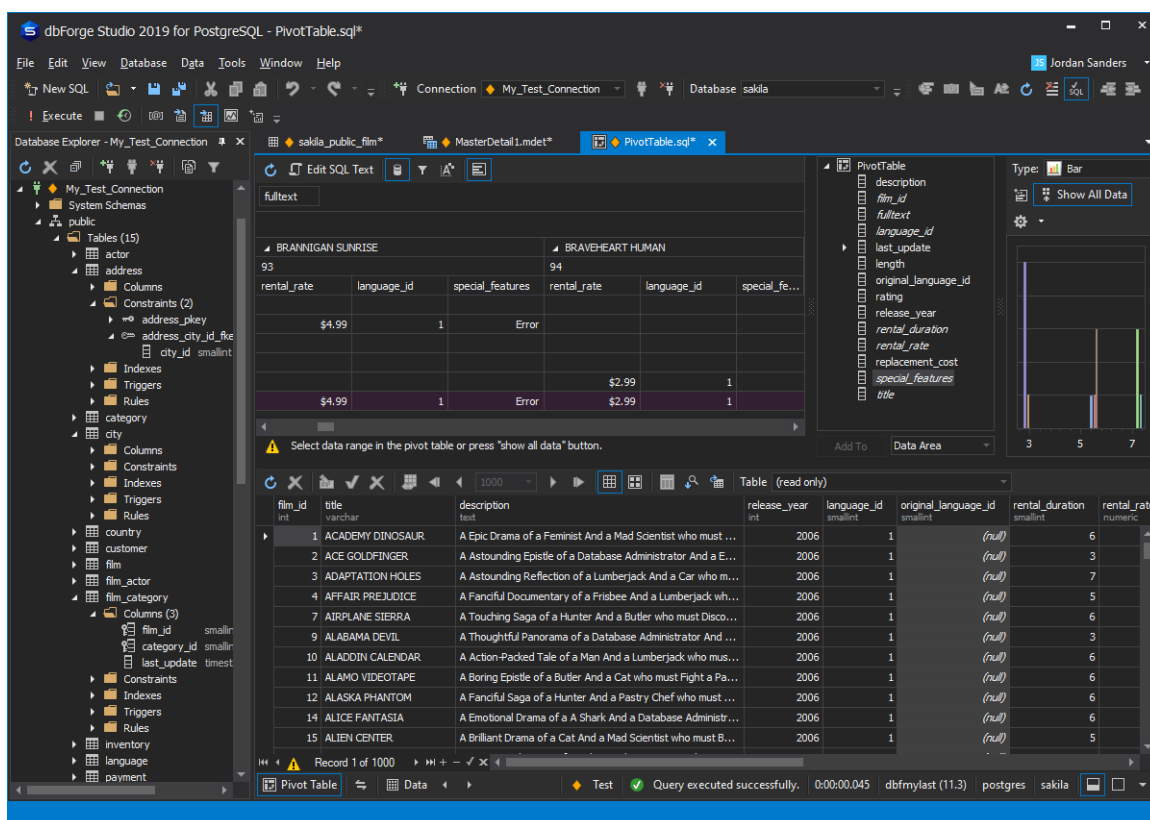 dbForge Studio 2019 for PostgreSQL - PivotTable.sql*
File Edit View Database Data Tools Window Help
JS Jordan Sanders
New SQL Connection My_Test_Connection Database sakila
Execute
Database Explorer - My_Test_Connection
My_Test_Connection
System Schemas
public
Tables (15)
actor
address
Columns
Constraints (2)
address_pkey
address_city_id_fke
city_id smallint
Indexes
Triggers
Rules
category
city
Columns
Constraints
Indexes
Triggers
Rules
country
customer
film
film_actor
film_category
Columns (3)
film_id smallin
category_id smallin
last_update timest
Constraints
Indexes
Triggers
Rules
inventory
language
payment
sakila_public_film* MasterDetail1.mdet* PivotTable.sql*
Edit SQL Text
fulltext
BRANNIGAN SUNRISE BRAVEHEART HUMAN
93 94
rental_rate language_id special_features rental_rate language_id special_fe...
$4.99 1 Error
$2.99 1
$4.99 1 Error $2.99 1
Select data range in the pivot table or press "show all data" button.
PivotTable
description
film_id
fulltext
language_id
last_update
length
original_language_id
rating
release_year
rental_duration
rental_rate
replacement_cost
special_features
title
Add To Data Area
Type: Bar
Show All Data
3 5 7
1000 Table (read only)
film_id title description release_year language_id original_language_id rental_duration rental_rat
int varchar text int smallint smallint smallint numeric
1 ACADEMY DINOSAUR A Epic Drama of a Feminist And a Mad Scientist who must ... 2006 1 (null) 6
2 ACE GOLDFINGER A Astounding Epistle of a Database Administrator And a E... 2006 1 (null) 3
3 ADAPTATION HOLES A Astounding Reflection of a Lumberjack And a Car who m... 2006 1 (null) 7
4 AFFAIR PREJUDICE A Fanciful Documentary of a Frisbee And a Lumberjack wh... 2006 1 (null) 5
7 AIRPLANE SIERRA A Touching Saga of a Hunter And a Butler who must Disco... 2006 1 (null) 6
9 ALABAMA DEVIL A Thoughtful Panorama of a Database Administrator And ... 2006 1 (null) 3
10 ALADDIN CALENDAR A Action-Packed Tale of a Man And a Lumberjack who mus... 2006 1 (null) 6
11 ALAMO VIDEOTAPE A Boring Epistle of a Butler And a Cat who must Fight a Pa... 2006 1 (null) 6
12 ALASKA PHANTOM A Fanciful Saga of a Hunter And a Pastry Chef who must ... 2006 1 (null) 6
14 ALICE FANTASIA A Emotional Drama of a A Shark And a Database Administr... 2006 1 (null) 6
15 ALIEN CENTER A Brilliant Drama of a Cat And a Mad Scientist who must B... 2006 1 (null) 5
Record 1 of 1000
Pivot Table Data Test Query executed successfully. 0:00:00.045 dbfmylast (11.3) postgres sakila